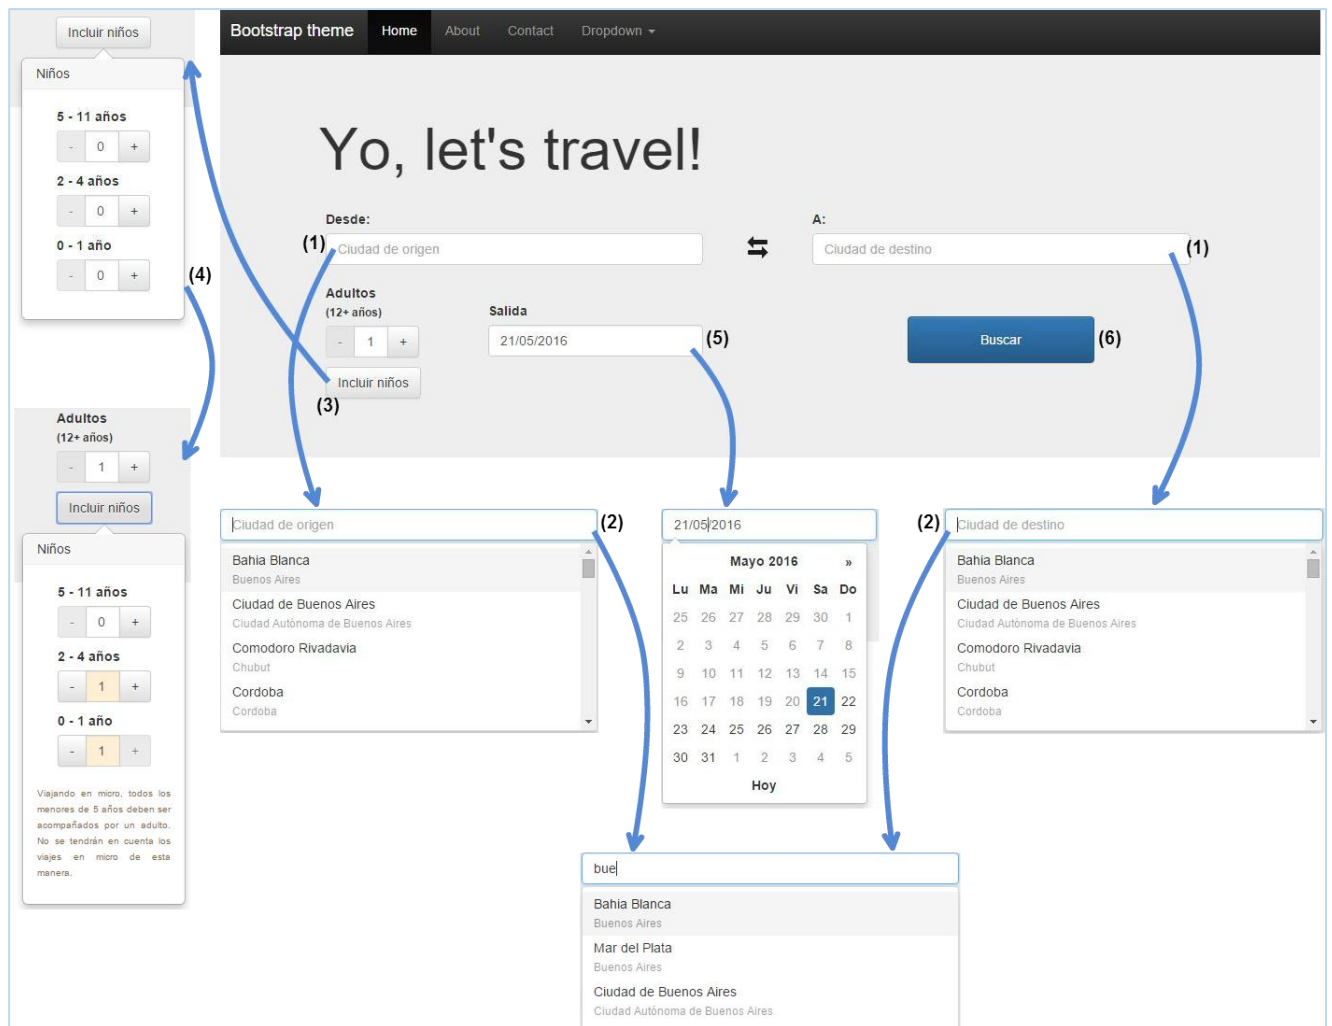 Bootstrap theme Home About Contact Dropdown
Yo, let's travel!
Desde:
(1) Ciudad de origen
A:
Ciudad de destino (1)
Adultos
(12+ años)
- 1 +
Incluir niños
(3)
Salida
21/05/2016 (5)
Buscar (6)
Incluir niños
Niños
5 - 11 años
- 0 +
2 - 4 años
- 0 +
0 - 1 año
- 0 +
(4)
Adultos
(12+ años)
- 1 +
Incluir niños
Niños
5 - 11 años
- 0 +
2 - 4 años
- 1 +
0 - 1 año
- 1 +
Viajando en micro, todos los
menores de 5 años deben ser
acompañados por un adulto.
No se tendrán en cuenta los
viajes en micro de esta
manera.
Ciudad de origen (2)
Bahia Blanca
Buenos Aires
Ciudad de Buenos Aires
Ciudad Autónoma de Buenos Aires
Comodoro Rivadavia
Chubut
Cordoba
Cordoba
21/05/2016
Mayo 2016 »
Lu Ma Mi Ju Vi Sa Do
25 26 27 28 29 30 1
2 3 4 5 6 7 8
9 10 11 12 13 14 15
16 17 18 19 20 21 22
23 24 25 26 27 28 29
30 31 1 2 3 4 5
Hoy
(2) Ciudad de destino
Bahia Blanca
Buenos Aires
Ciudad de Buenos Aires
Ciudad Autónoma de Buenos Aires
Comodoro Rivadavia
Chubut
Cordoba
Cordoba
bue
Bahia Blanca
Buenos Aires
Mar del Plata
Buenos Aires
Ciudad de Buenos Aires
Ciudad Autónoma de Buenos Aires